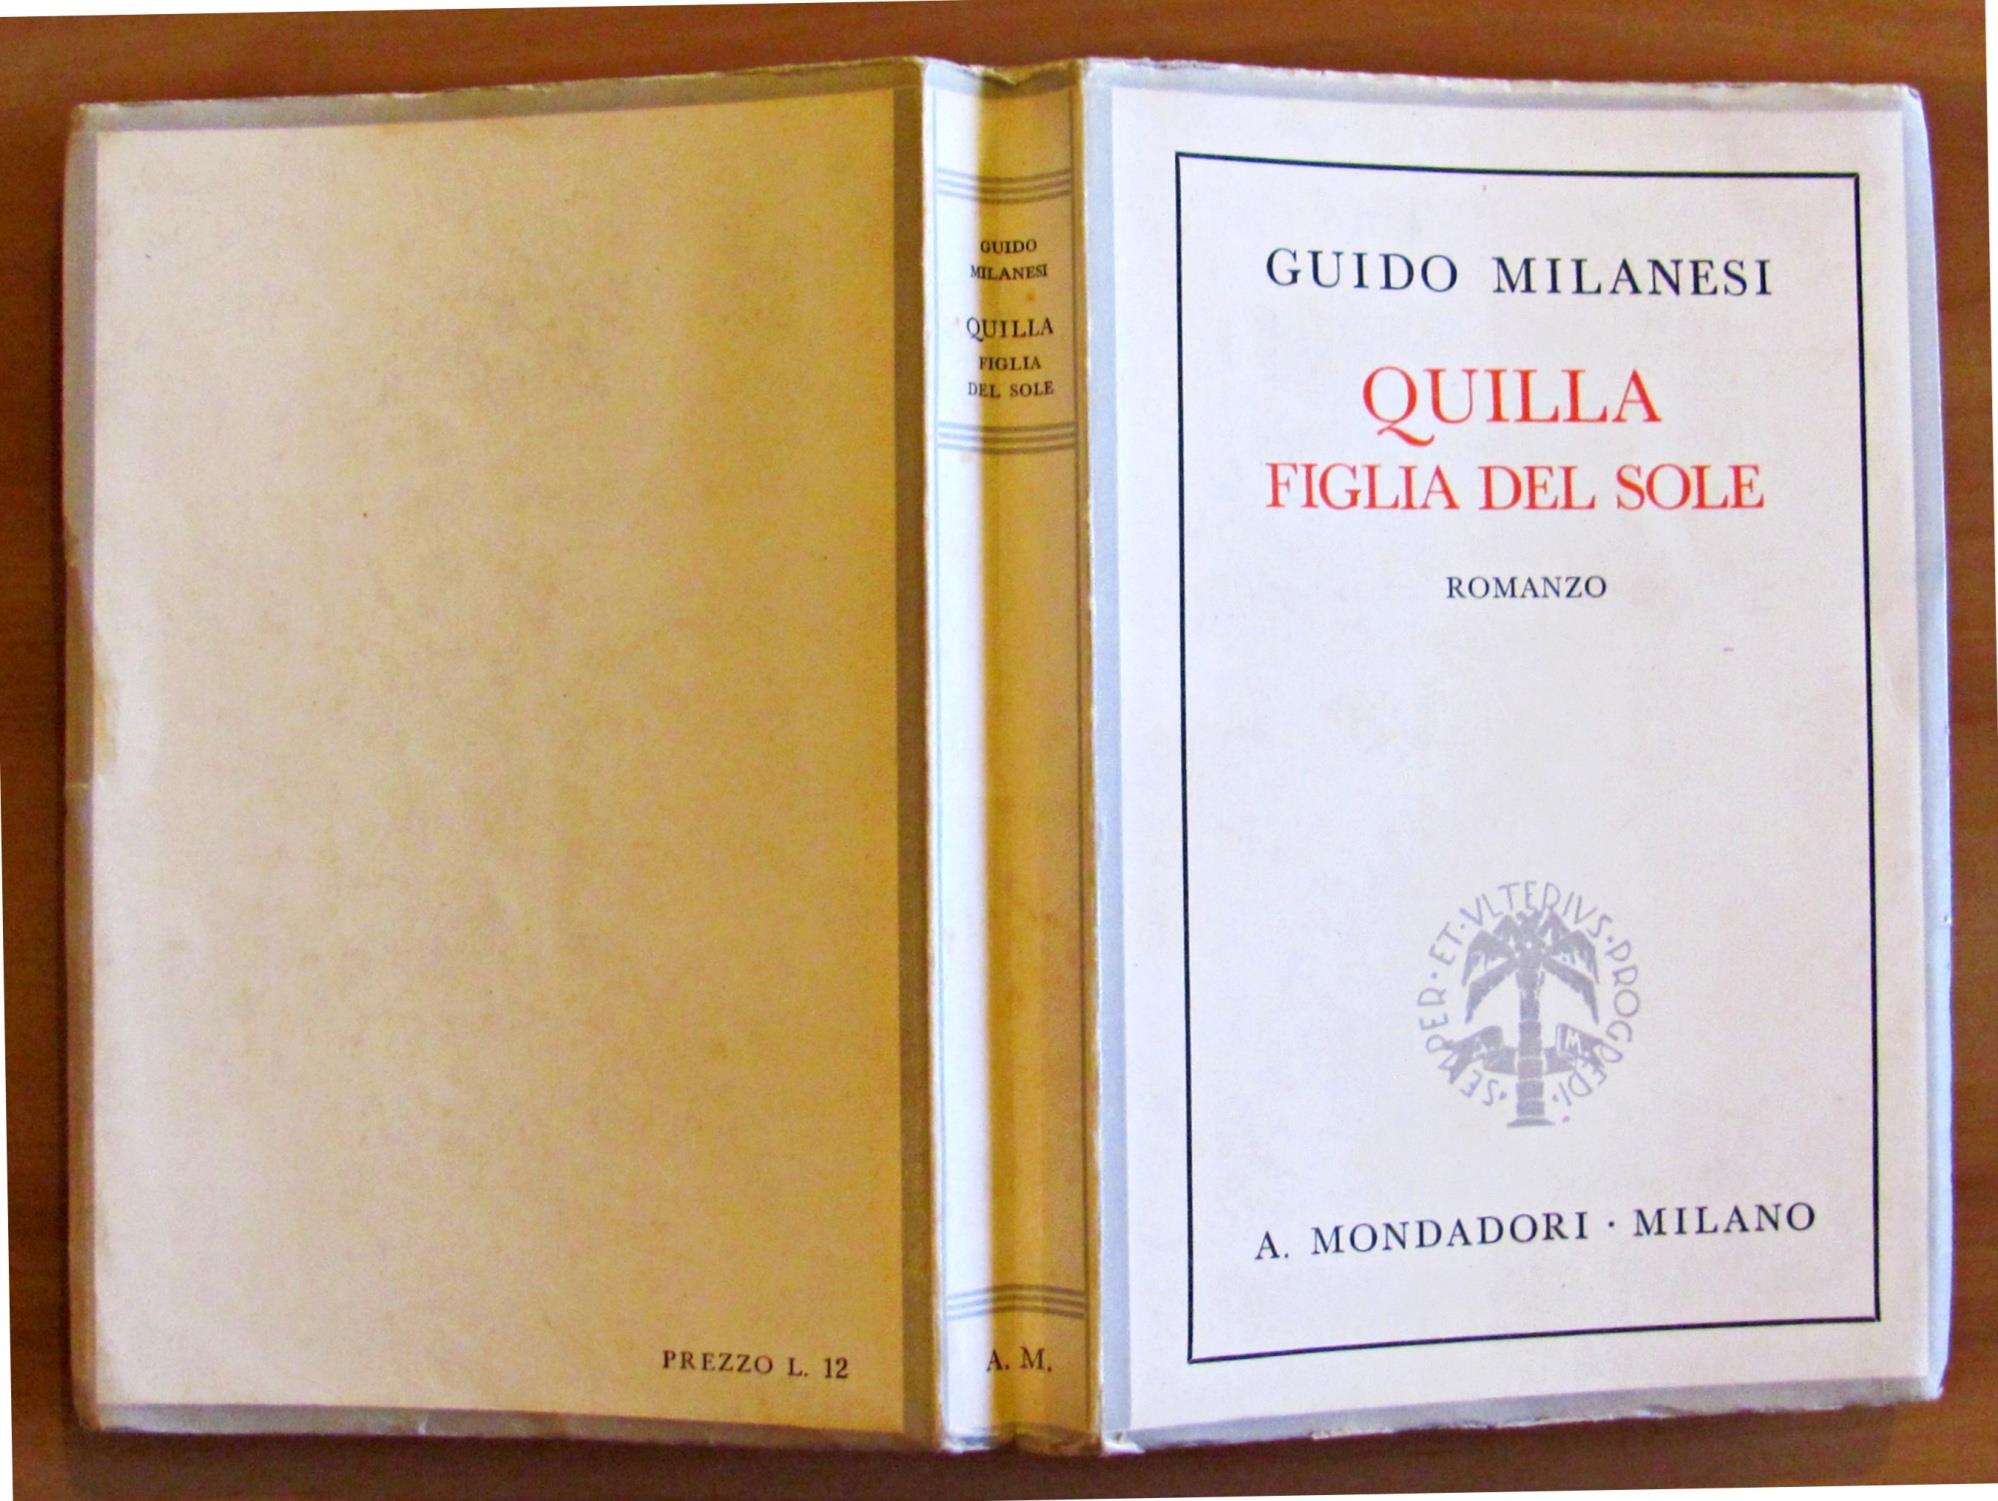 PREZZO L. 12
GUIDO
MILANESI
QUILLA
FIGLIA
DEL SOLE
A. M.
GUIDO MILANESI
QUILLA
FIGLIA DEL SOLE
ROMANZO
SEMPER · ET · VLTERIVS · PROGREDI ·
A M
A. MONDADORI · MILANO